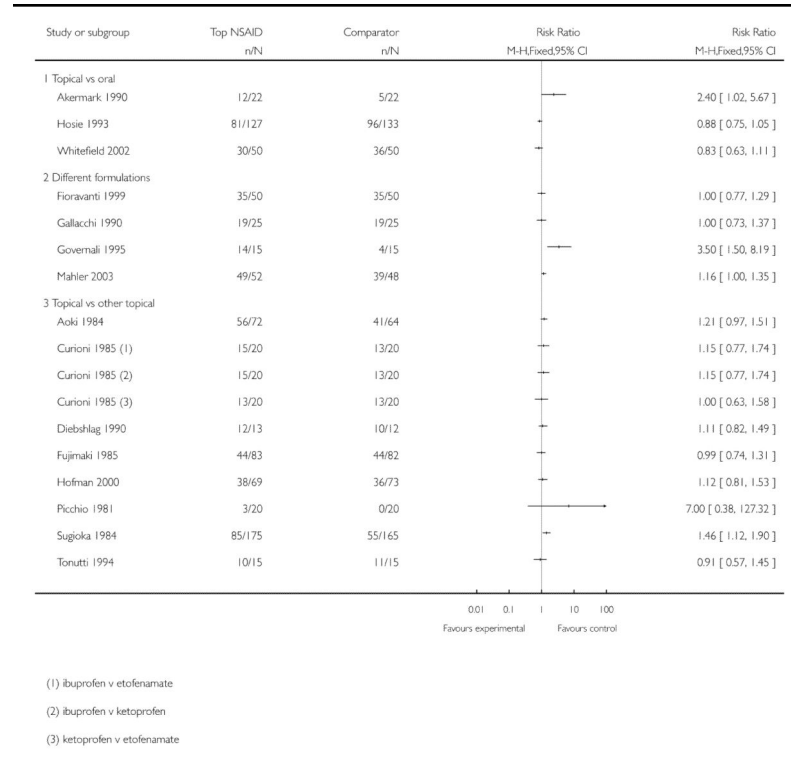 Study or subgroup Top NSAID Comparator Risk Ratio Risk Ratio
n/N n/N M-H,Fixed,95% CI M-H,Fixed,95% CI
1 Topical vs oral
Akermark 1990 12/22 5/22 2.40 [ 1.02, 5.67 ]
Hosie 1993 81/127 96/133 0.88 [ 0.75, 1.05 ]
Whitefield 2002 30/50 36/50 0.83 [ 0.63, 1.11 ]
2 Different formulations
Fioravanti 1999 35/50 35/50 1.00 [ 0.77, 1.29 ]
Gallacchi 1990 19/25 19/25 1.00 [ 0.73, 1.37 ]
Governali 1995 14/15 4/15 3.50 [ 1.50, 8.19 ]
Mahler 2003 49/52 39/48 1.16 [ 1.00, 1.35 ]
3 Topical vs other topical
Aoki 1984 56/72 41/64 1.21 [ 0.97, 1.51 ]
Curioni 1985 (1) 15/20 13/20 1.15 [ 0.77, 1.74 ]
Curioni 1985 (2) 15/20 13/20 1.15 [ 0.77, 1.74 ]
Curioni 1985 (3) 13/20 13/20 1.00 [ 0.63, 1.58 ]
Diebshlag 1990 12/13 10/12 1.11 [ 0.82, 1.49 ]
Fujimaki 1985 44/83 44/82 0.99 [ 0.74, 1.31 ]
Hofman 2000 38/69 36/73 1.12 [ 0.81, 1.53 ]
Picchio 1981 3/20 0/20 7.00 [ 0.38, 127.32 ]
Sugioka 1984 85/175 55/165 1.46 [ 1.12, 1.90 ]
Tonutti 1994 10/15 11/15 0.91 [ 0.57, 1.45 ]
0.01 0.1 1 10 100
Favours experimental Favours control
(1) ibuprofen v etofenamate
(2) ibuprofen v ketoprofen
(3) ketoprofen v etofenamate